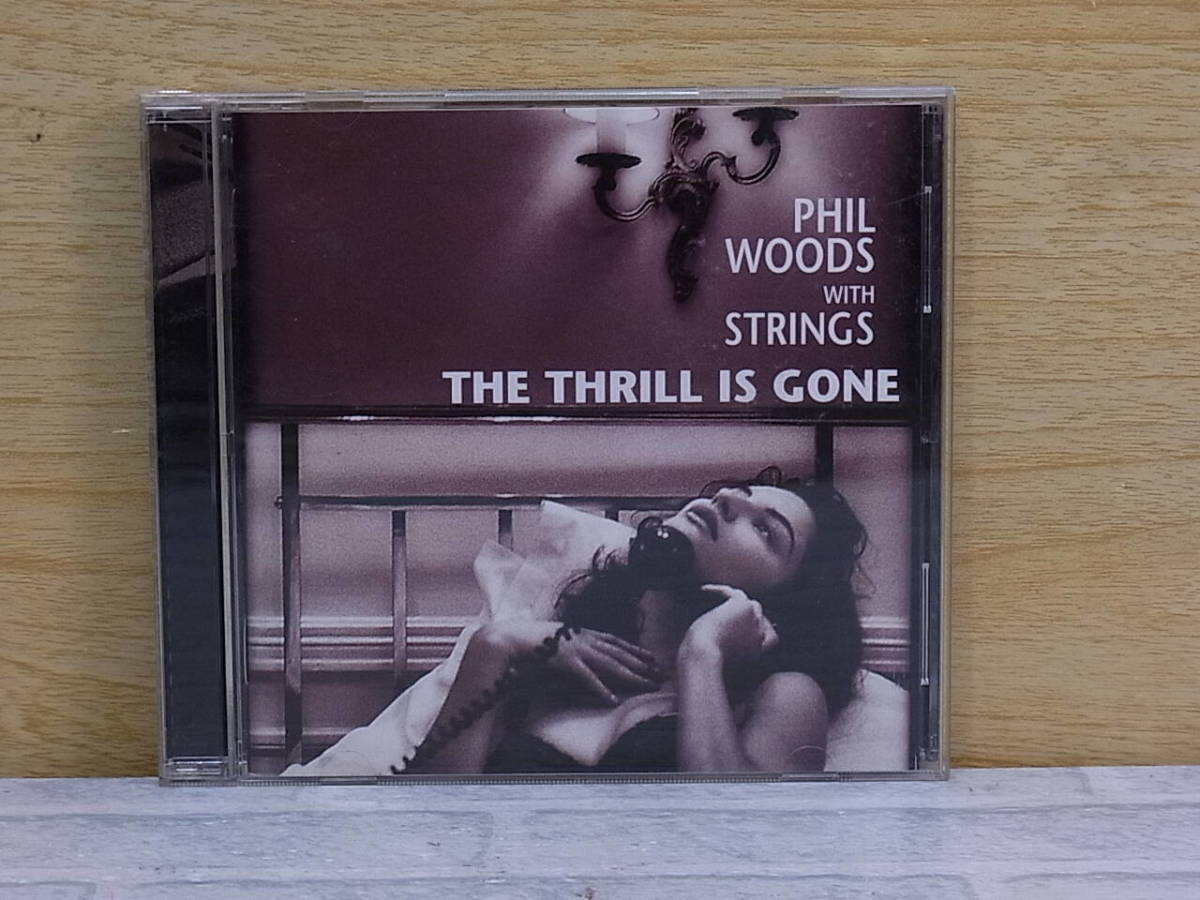 PHIL
WOODS
WITH
STRINGS
THE THRILL IS GONE